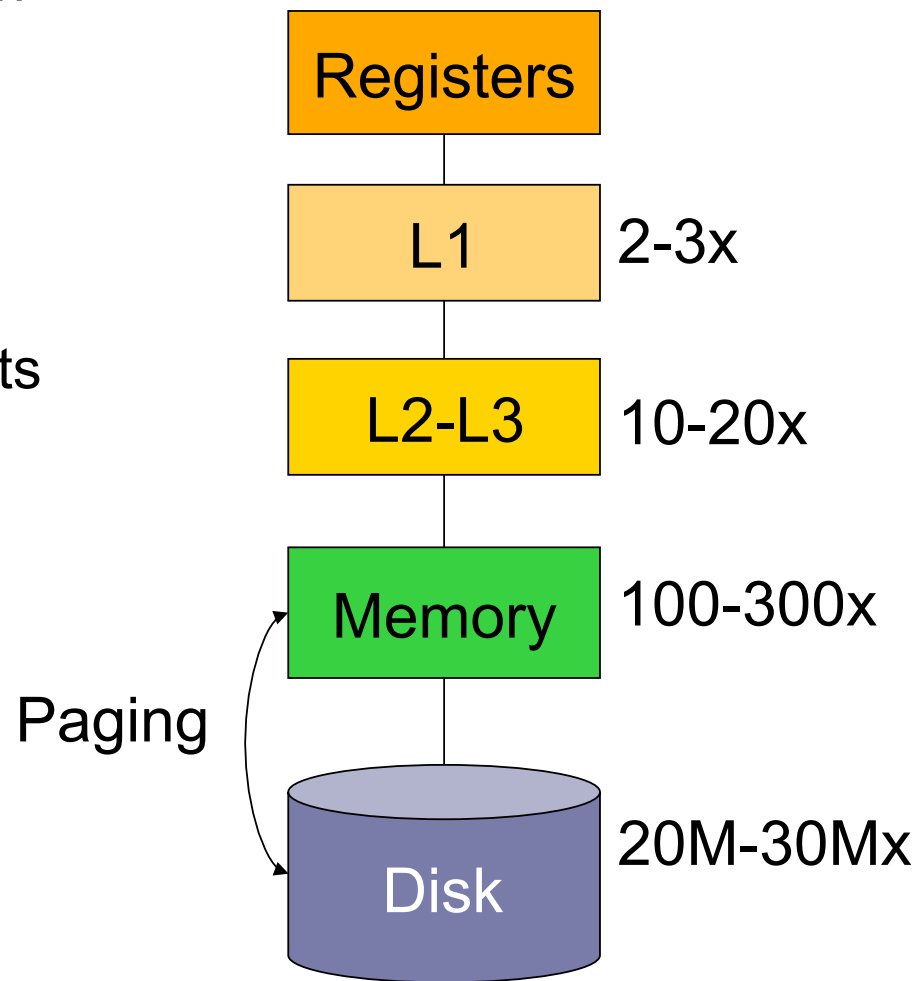 Registers
L1
2-3x
ts
L2-L3
10-20x
Memory
100-300x
Paging
Disk
20M-30Mx